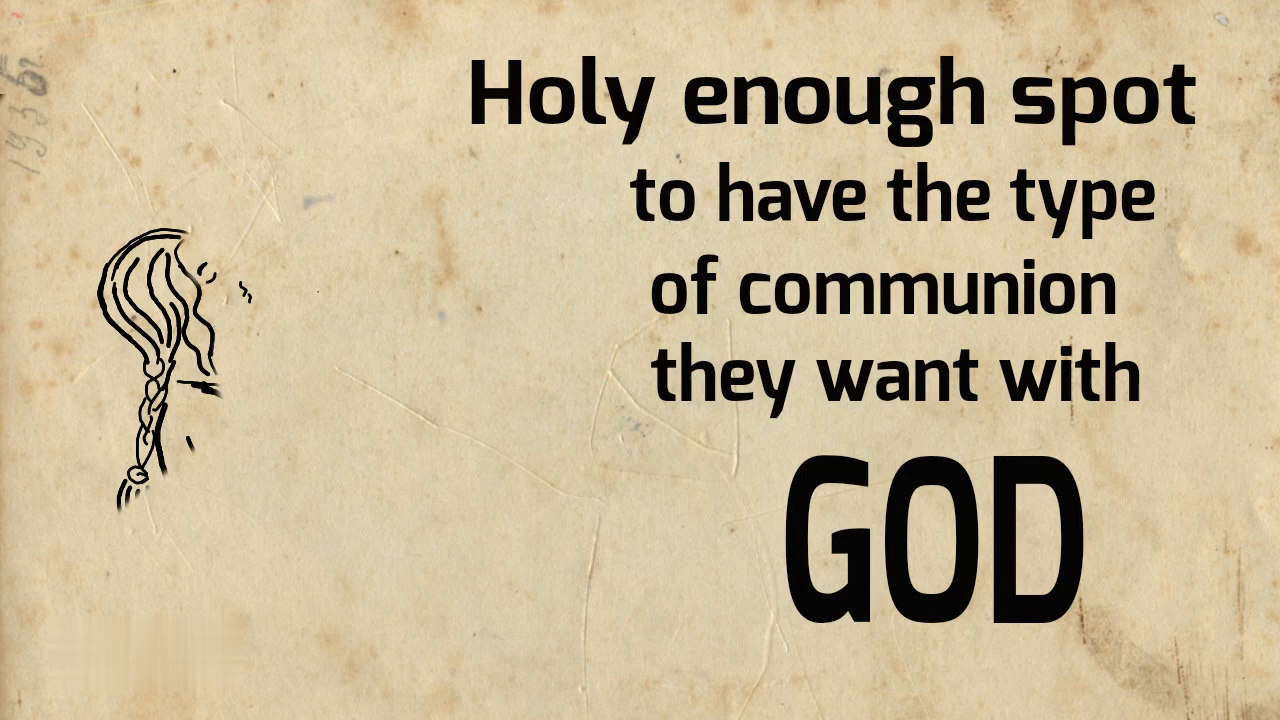 Holy enough spot
to have the type
of communion
they want with
GOD